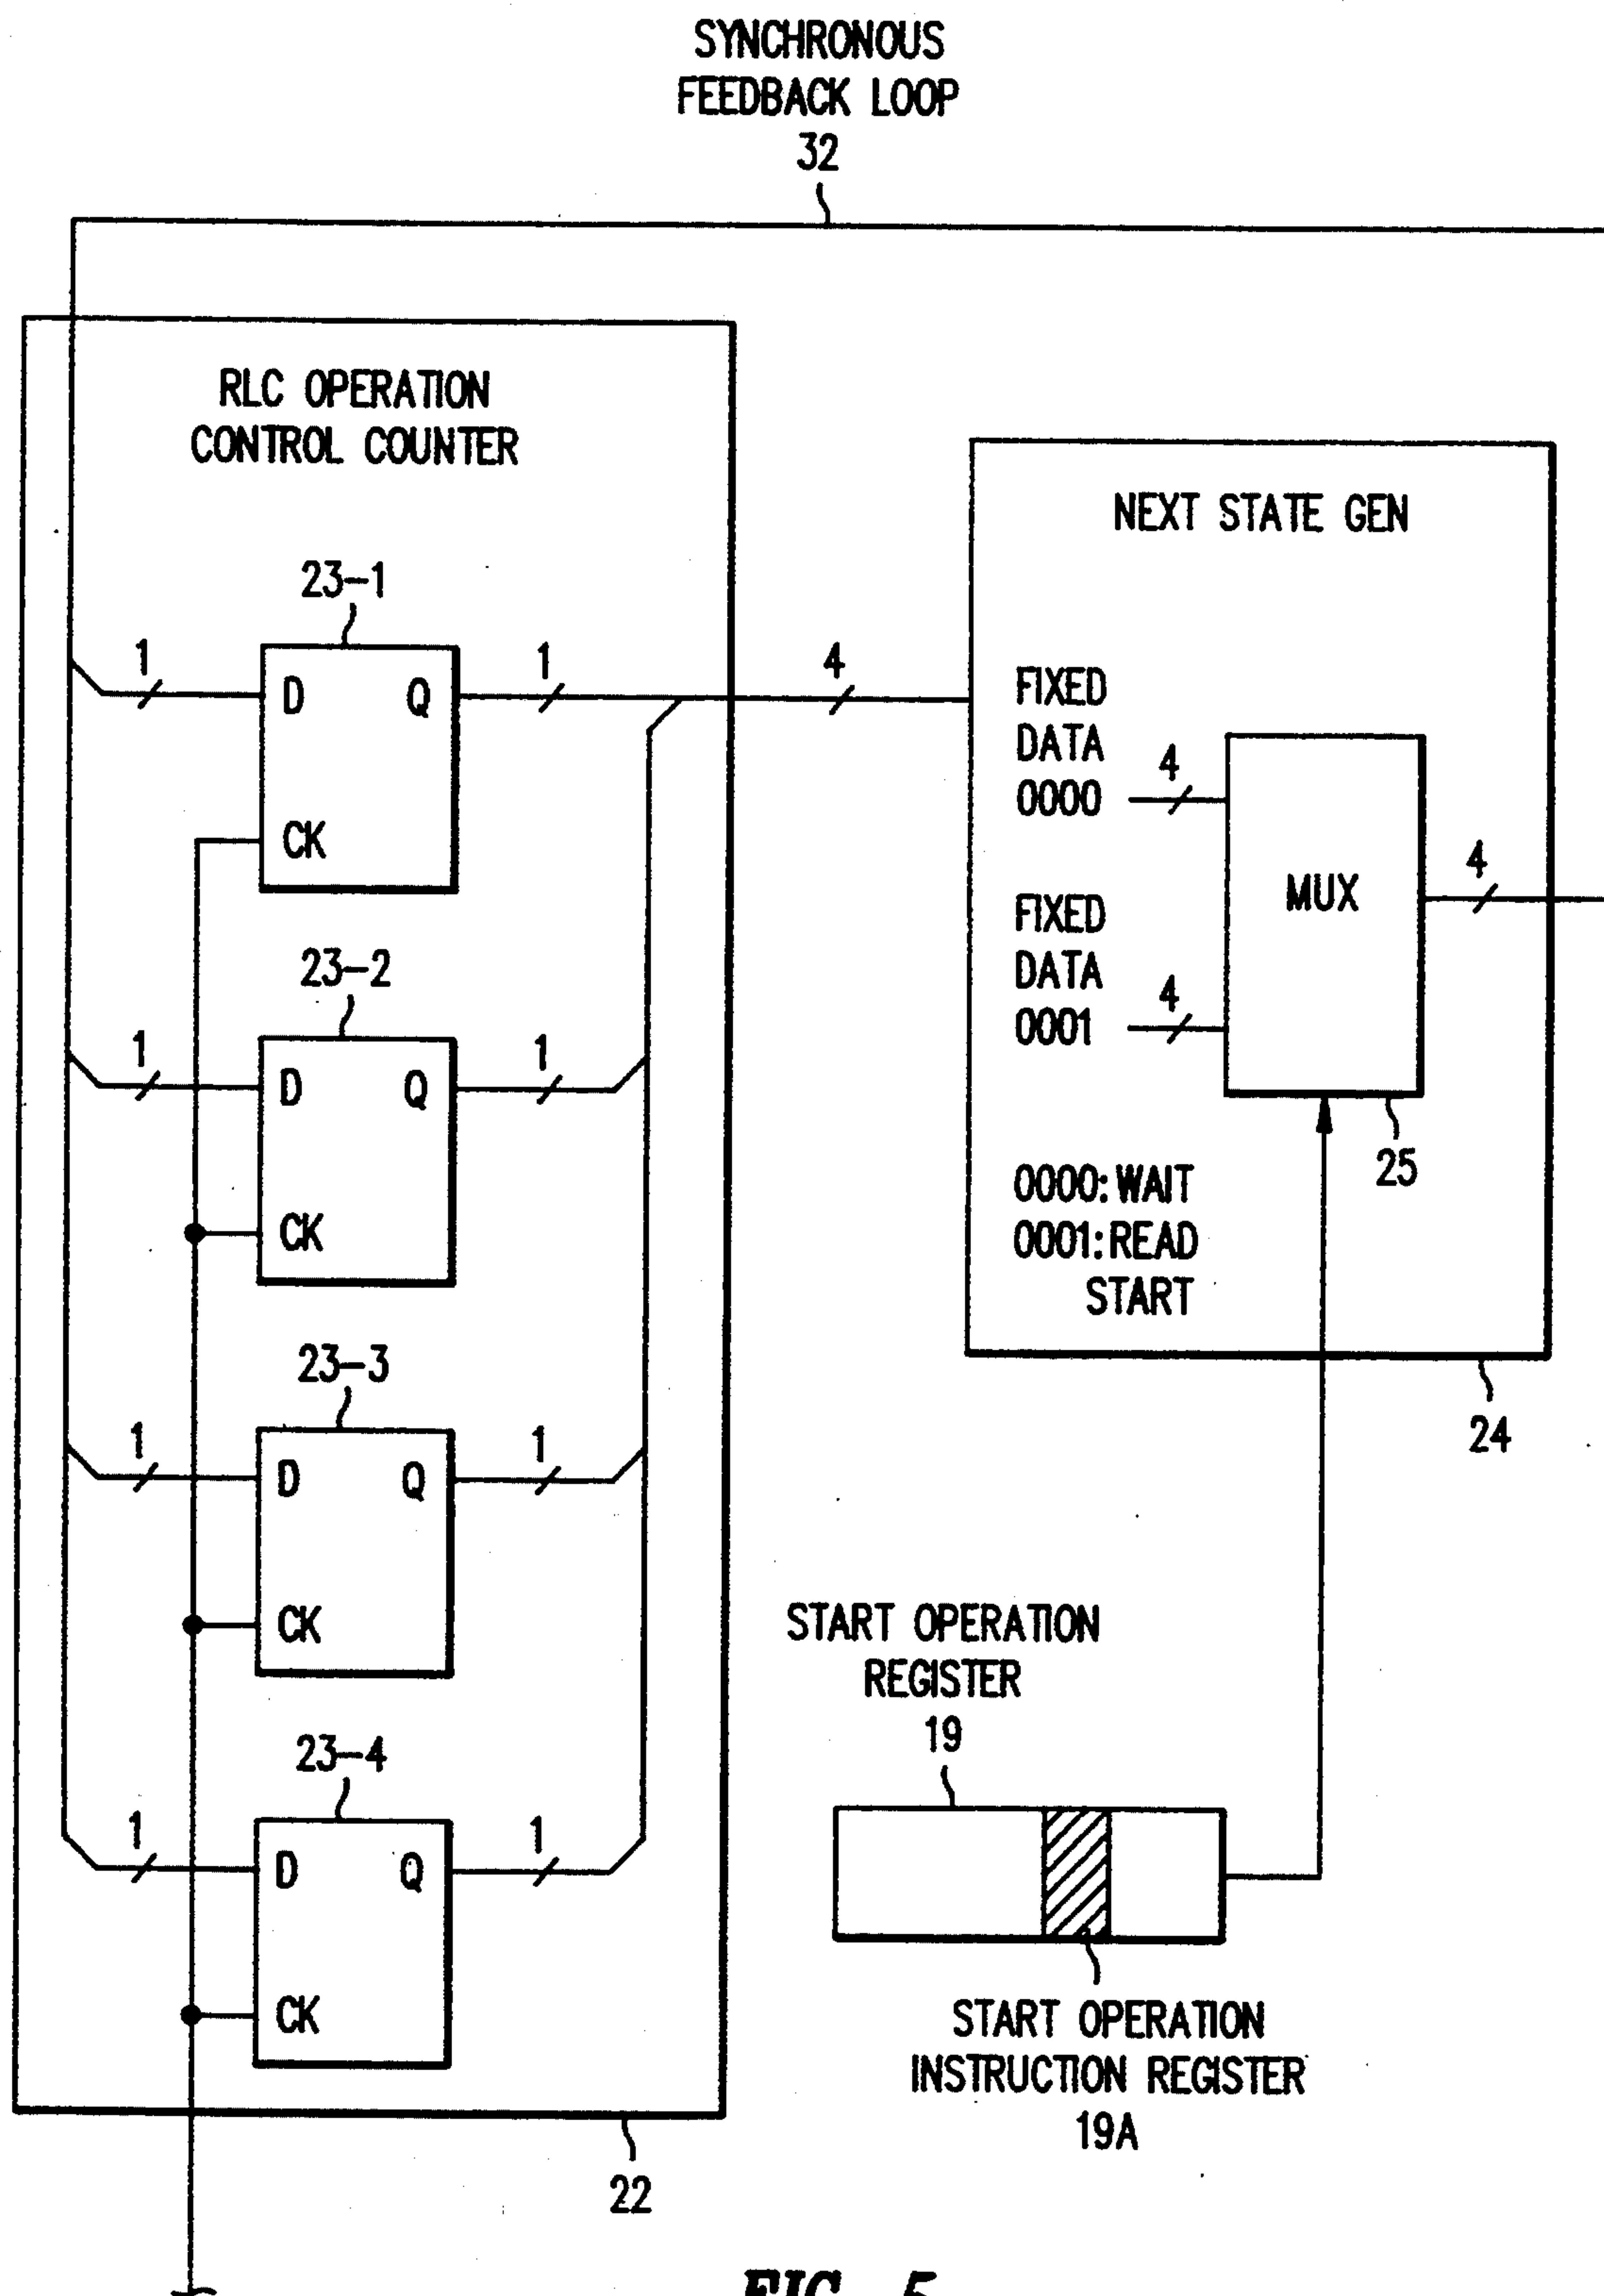 SYNCHRONOUS
FEEDBACK LOOP
32
RLC OPERATION
CONTROL COUNTER
NEXT STATE GEN
23-1
1
D
Q
1
4
CK
FIXED
DATA
0000
4
MUX
4
FIXED
DATA
0001
4
25
0000: WAIT
0001: READ
START
24
23-2
1
D
Q
1
CK
23-3
1
D
Q
1
CK
23-4
1
D
Q
1
CK
22
START OPERATION
REGISTER
19
START OPERATION
INSTRUCTION REGISTER
19A
FIG. 5